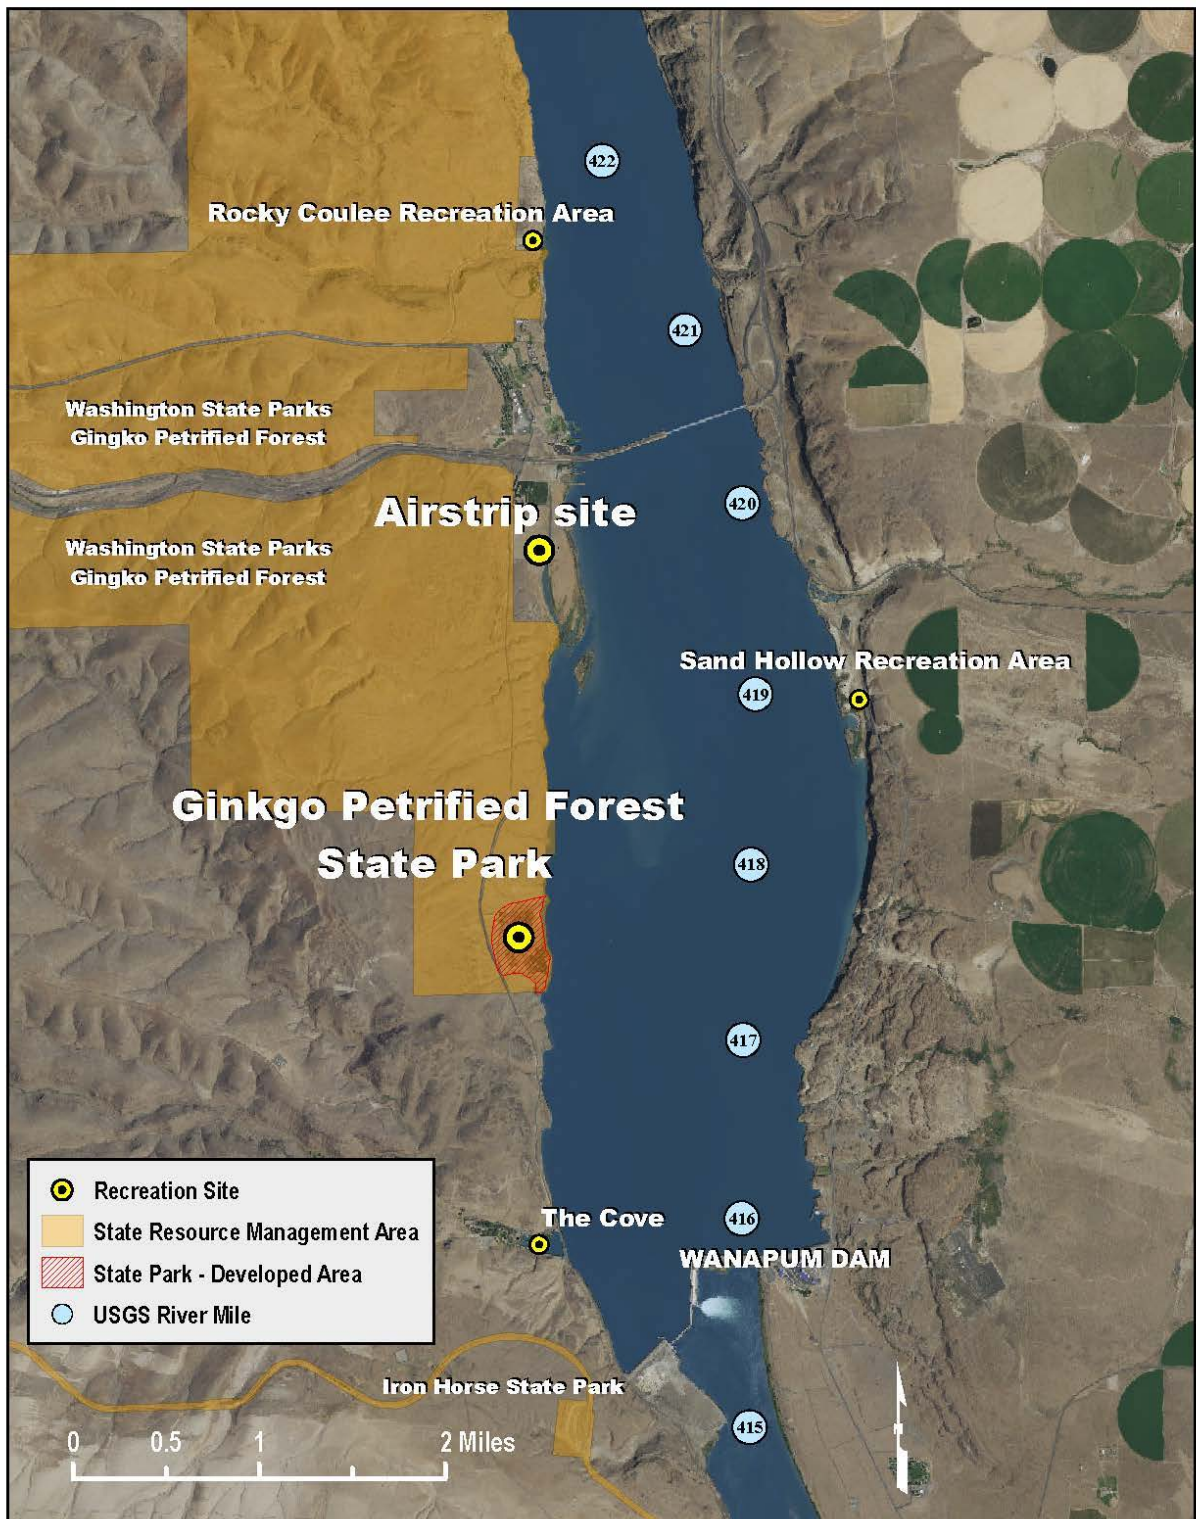 422
Rocky Coulee Recreation Area
421
Washington State Parks
Gingko Petrified Forest
420
Airstrip site
Washington State Parks
Gingko Petrified Forest
Sand Hollow Recreation Area
419
Ginkgo Petrified Forest
State Park
418
417
Recreation Site
State Resource Management Area
State Park - Developed Area
USGS River Mile
The Cove
416
WANAPUM DAM
Iron Horse State Park
415
0 0.5 1 2 Miles
N